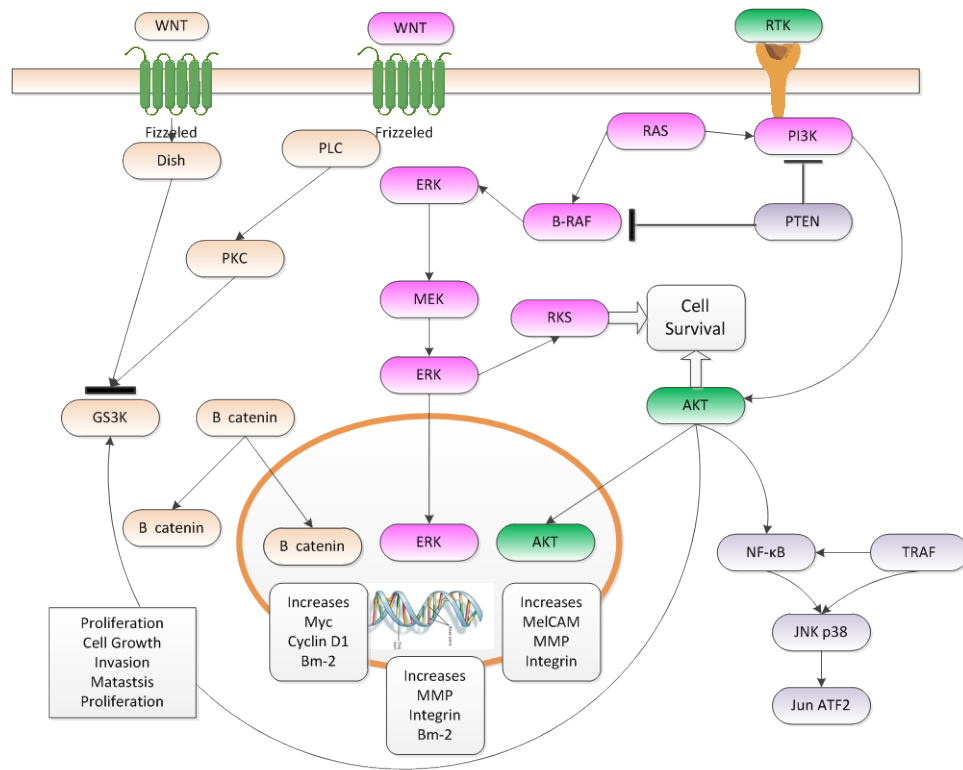 WNT
WNT
RTK
Fizzeled
Frizzeled
Dish
PLC
RAS
PI3K
ERK
B-RAF
PTEN
PKC
MEK
RKS
Cell
Survival
ERK
GS3K
B catenin
AKT
B catenin
B catenin
ERK
AKT
NF-κB
TRAF
Increases
Myc
Cyclin D1
Bm-2
Increases
MelCAM
MMP
Integrin
Proliferation
Cell Growth
Invasion
Matastsis
Proliferation
JNK p38
Increases
MMP
Integrin
Bm-2
Jun ATF2